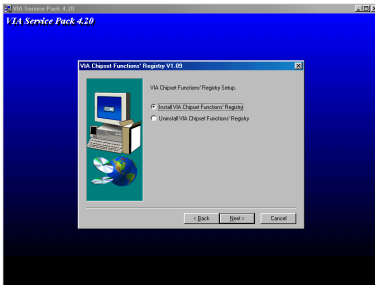 VIA Service Pack 4.20
VIA Service Pack 4.20
VIA Chipset Functions' Registry V1.09
VIA Chipset Functions' Registry Setup.
Install VIA Chipset Functions' Registry
Uninstall VIA Chipset Functions' Registry
< Back
Next >
Cancel